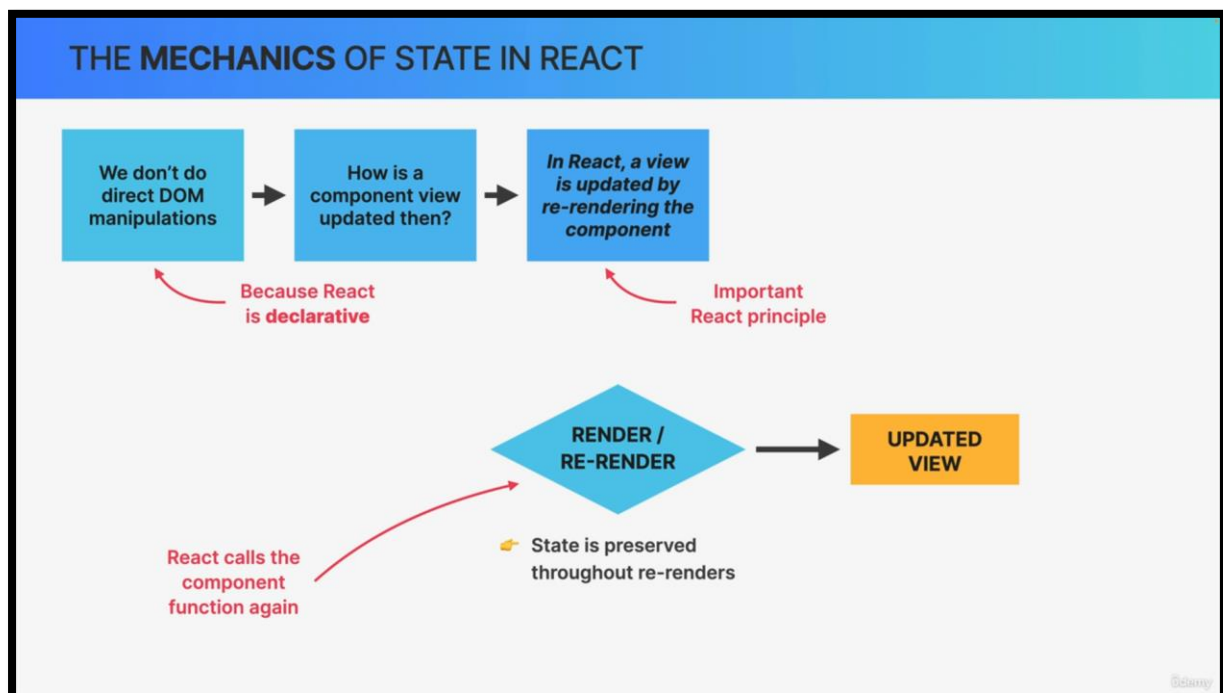 THE MECHANICS OF STATE IN REACT
We don't do
direct DOM
manipulations
How is a
component view
updated then?
In React, a view
is updated by
re-rendering the
component
Because React
is declarative
Important
React principle
RENDER /
RE-RENDER
UPDATED
VIEW
👉 State is preserved
throughout re-renders
React calls the
component
function again
Udemy